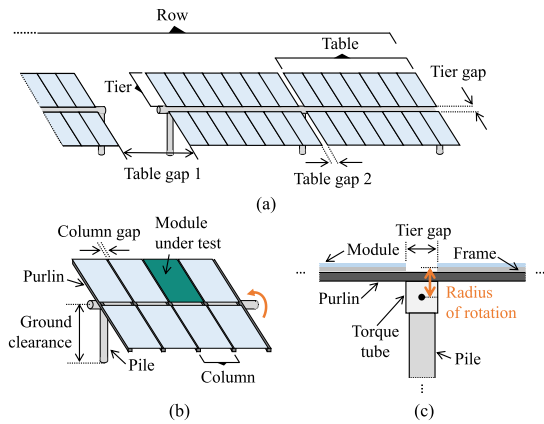 Row
Table
Tier
Tier gap
Table gap 1
Table gap 2
(a)
Column gap
Module
under test
Purlin
Ground
clearance
Pile
Column
(b)
Tier gap
Module
Frame
(c)
Purlin
Radius
of rotation
Torque
tube
Pile
(c)